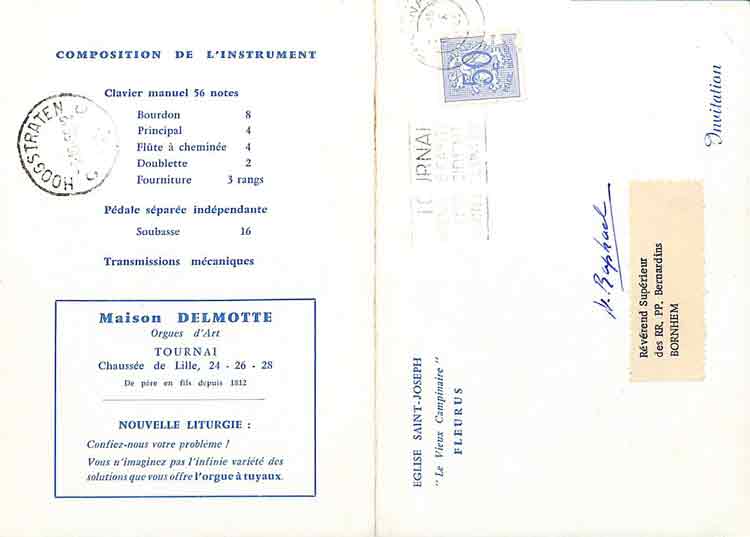 COMPOSITION DE L'INSTRUMENT
Clavier manuel 56 notes
Bourdon 8
Principal 4
Flûte à cheminée 4
Doublette 2
Fourniture 3 rangs
Pédale séparée indépendante
Soubasse 16
Transmissions mécaniques
HOOGSTRATEN
Maison DELMOTTE
Orgues d'Art
TOURNAI
Chaussée de Lille, 24 - 26 - 28
De père en fils depuis 1812
NOUVELLE LITURGIE :
Confiez-nous votre problème !
Vous n'imaginez pas l'infinie variété des
solutions que vous offre l'orgue à tuyaux.
50
TOURNAI
Invitation
Raphael
Révérend Supérieur
des RR. PP. Bernardins
BORNHEM
EGLISE SAINT-JOSEPH
" Le Vieux Campinaire "
FLEURUS